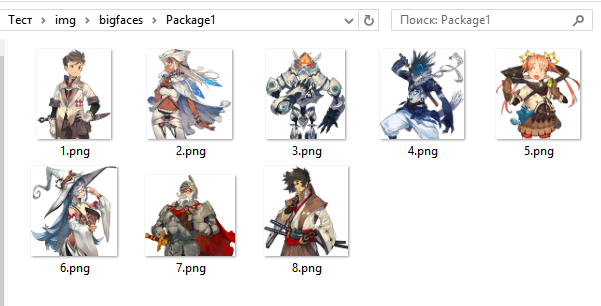 Тест > img > bigfaces > Package1
Поиск: Package1
1.png
2.png
3.png
4.png
5.png
6.png
7.png
8.png